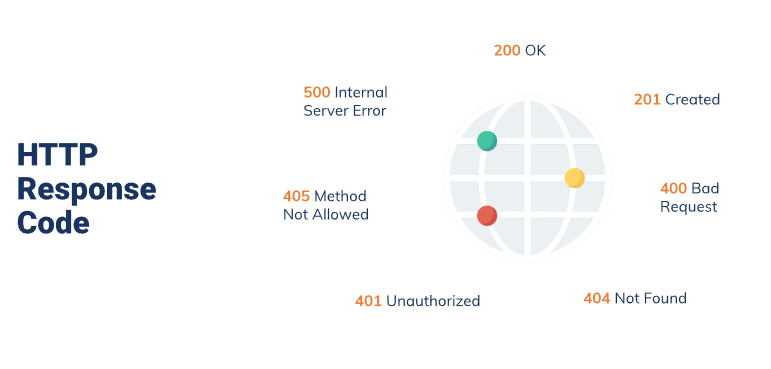 HTTP
Response
Code
200 OK
201 Created
400 Bad
Request
404 Not Found
401 Unauthorized
405 Method
Not Allowed
500 Internal
Server Error